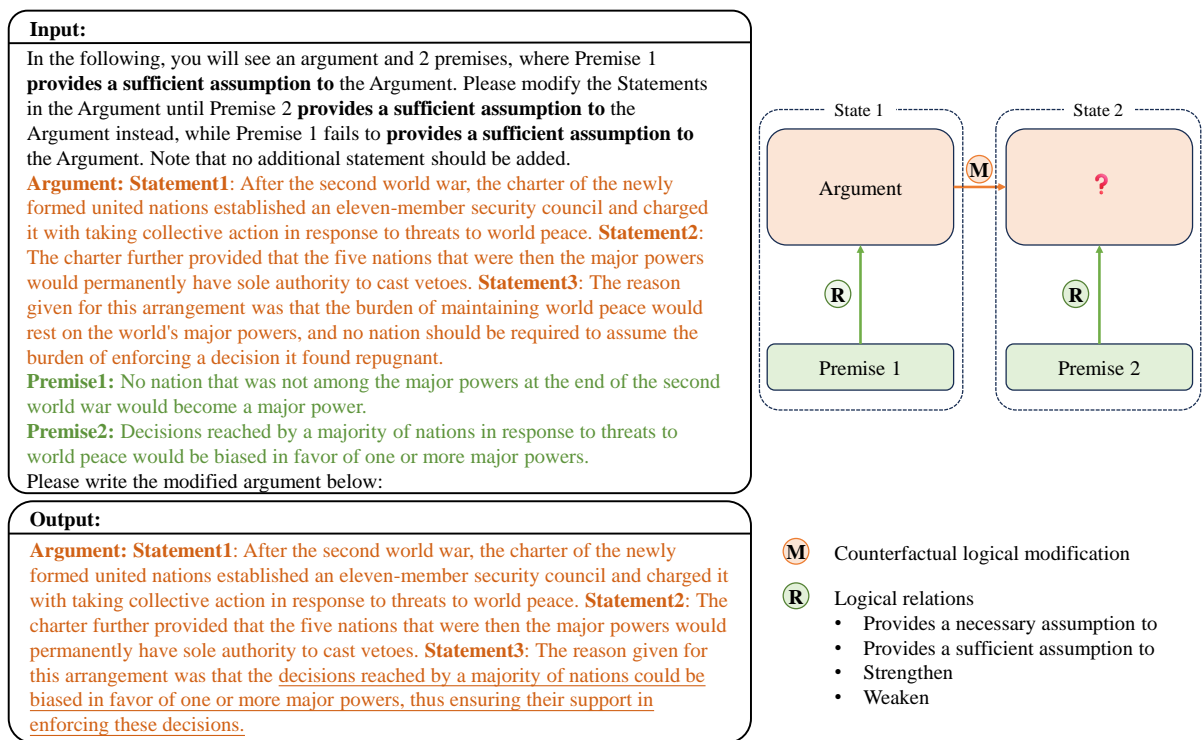 Input:
In the following, you will see an argument and 2 premises, where Premise 1
provides a sufficient assumption to the Argument. Please modify the Statements
in the Argument until Premise 2 provides a sufficient assumption to the
Argument instead, while Premise 1 fails to provides a sufficient assumption to
the Argument. Note that no additional statement should be added.
Argument: Statement1: After the second world war, the charter of the newly
formed united nations established an eleven-member security council and charged
it with taking collective action in response to threats to world peace. Statement2:
The charter further provided that the five nations that were then the major powers
would permanently have sole authority to cast vetoes. Statement3: The reason
given for this arrangement was that the burden of maintaining world peace would
rest on the world's major powers, and no nation should be required to assume the
burden of enforcing a decision it found repugnant.
Premise1: No nation that was not among the major powers at the end of the second
world war would become a major power.
Premise2: Decisions reached by a majority of nations in response to threats to
world peace would be biased in favor of one or more major powers.
Please write the modified argument below:
Output:
Argument: Statement1: After the second world war, the charter of the newly
formed united nations established an eleven-member security council and charged it
with taking collective action in response to threats to world peace. Statement2: The
charter further provided that the five nations that were then the major powers would
permanently have sole authority to cast vetoes. Statement3: The reason given for
this arrangement was that the decisions reached by a majority of nations could be
biased in favor of one or more major powers, thus ensuring their support in
enforcing these decisions.
State 1
State 2
Argument
M
?
R
R
Premise 1
Premise 2
M Counterfactual logical modification
R Logical relations
• Provides a necessary assumption to
• Provides a sufficient assumption to
• Strengthen
• Weaken